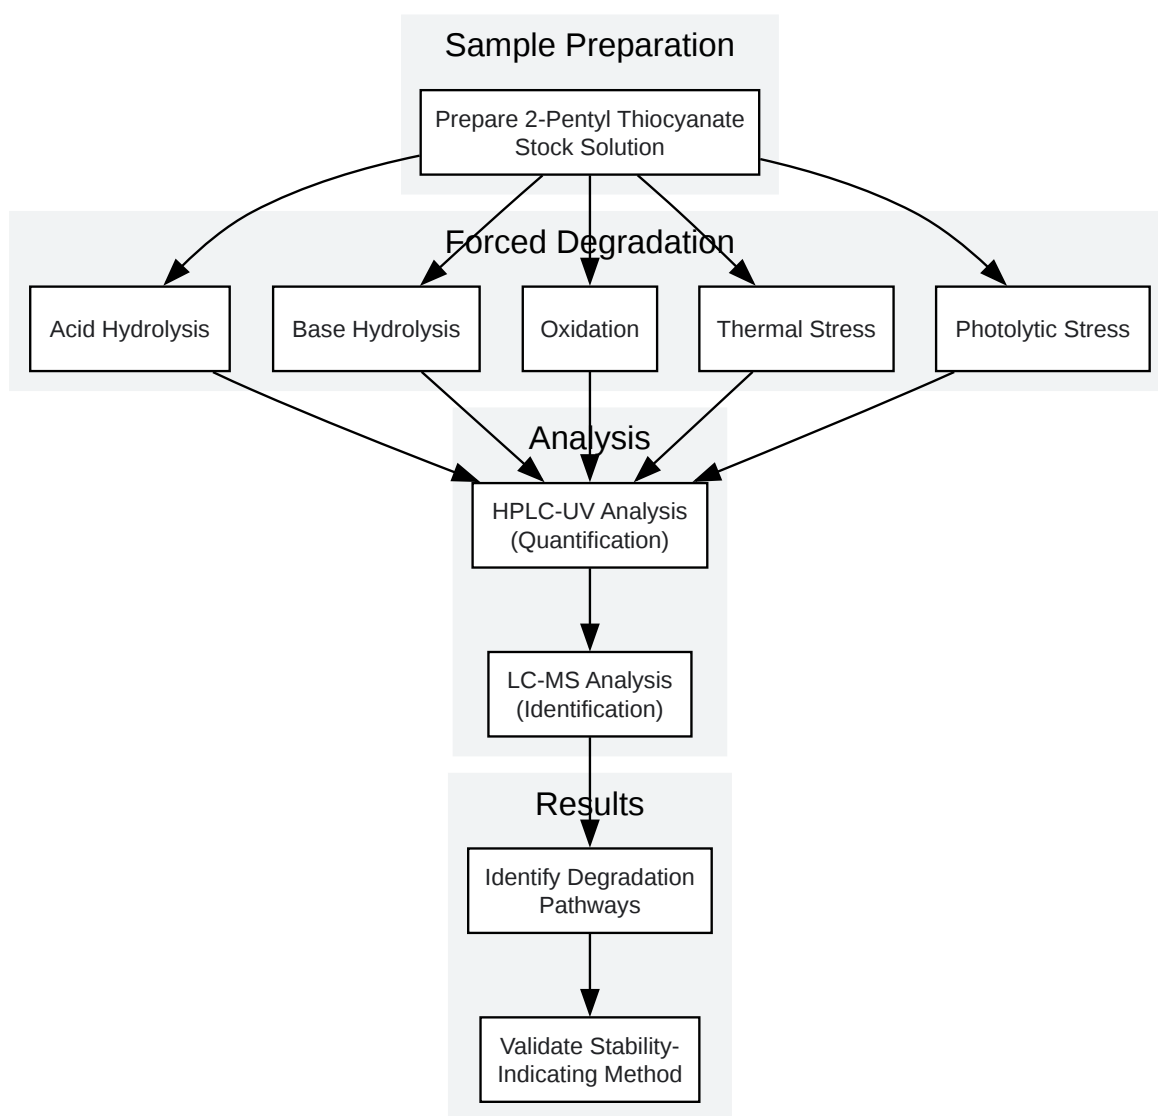 Sample Preparation
Prepare 2-Pentyl Thiocyanate
Stock Solution
Forced Degradation
Acid Hydrolysis
Base Hydrolysis
Oxidation
Thermal Stress
Photolytic Stress
Analysis
HPLC-UV Analysis
(Quantification)
LC-MS Analysis
(Identification)
Results
Identify Degradation
Pathways
Validate Stability-
Indicating Method